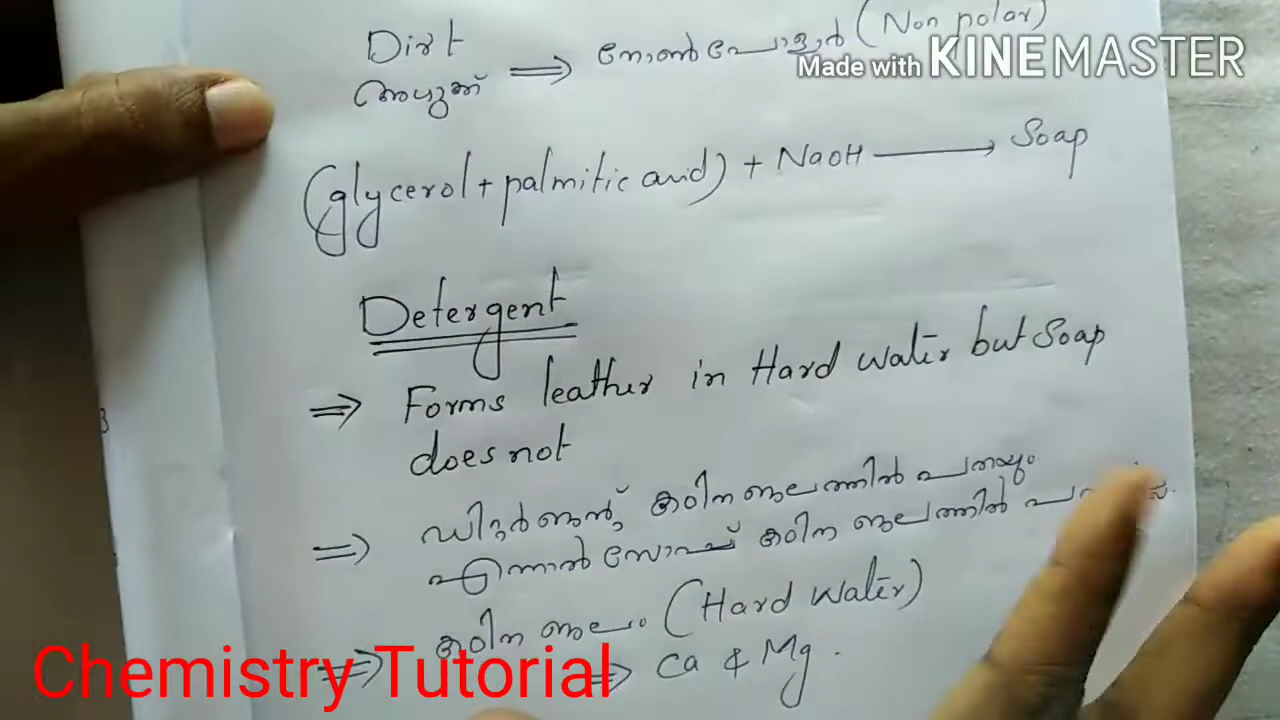 Dirt
അഴുക്ക് ⇒ നോൺപോളാർ (Non polar)
Made with KINEMASTER
(glycerol + palmitic acid) + NaOH ⟶ Soap
Detergent
⇒ Forms leather in Hard water but Soap
does not
⇒ ഡിറ്റർജന്റ് കഠിന ജലത്തിൽ പതയും
എന്നാൽ സോപ്പ് കഠിന ജലത്തിൽ
⇒ കഠിന ജലം (Hard water)
⇒ Ca & Mg.
Chemistry Tutorial